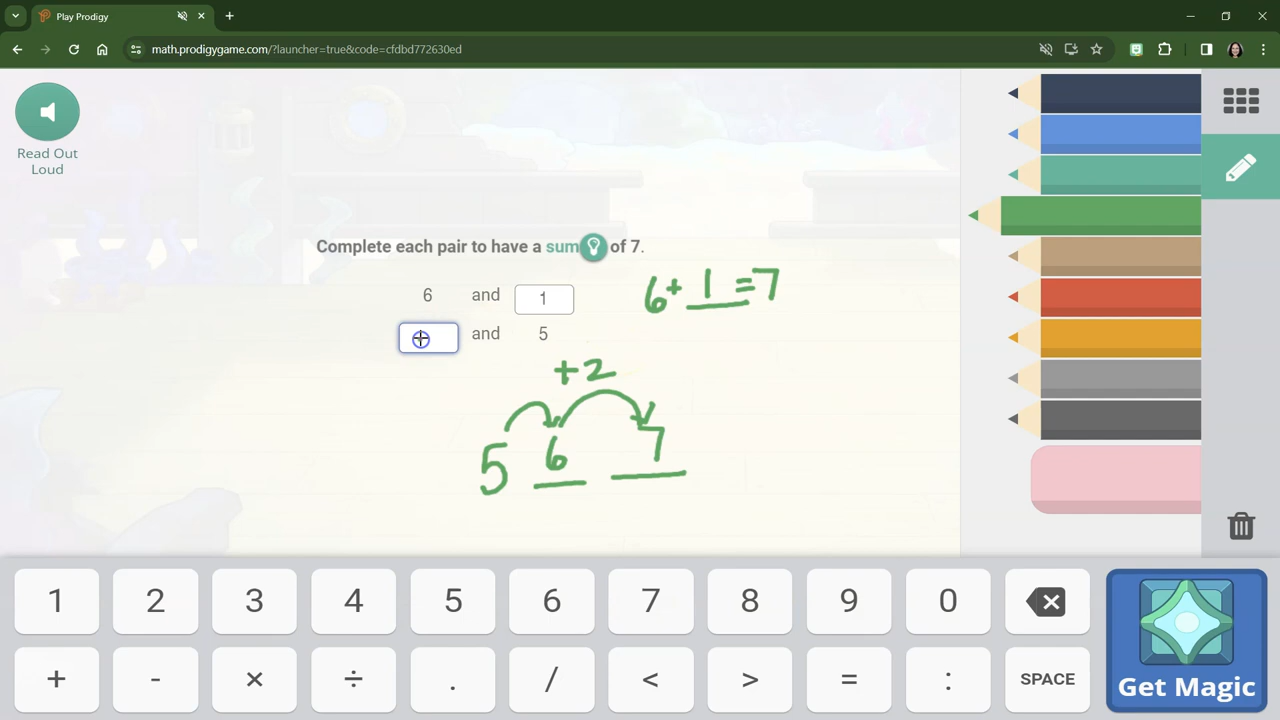 Play Prodigy
math.prodigygame.com/?launcher=true&code=cfdbd772630ed
Read Out
Loud
Complete each pair to have a sum of 7.
6 and 1
6 + 1 = 7
and 5
+2
5 6 7
1 2 3 4 5 6 7 8 9 0
+ - × ÷ . / < > = : SPACE
Get Magic